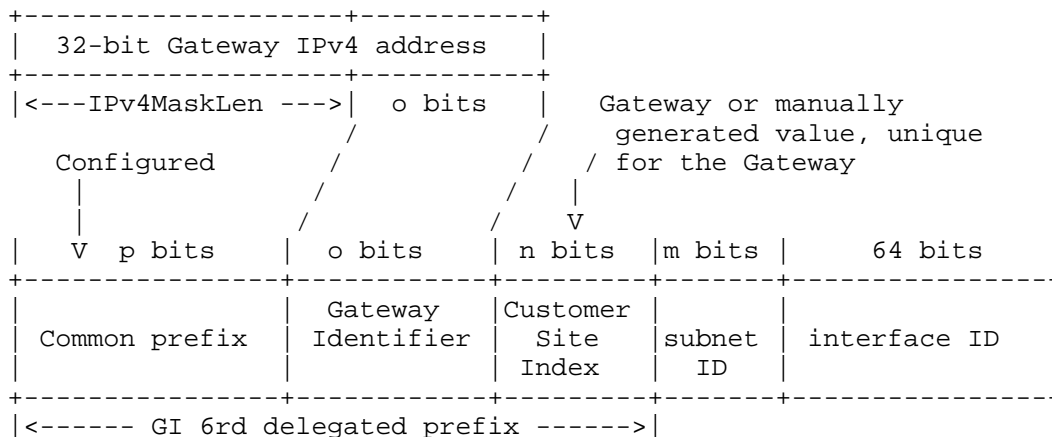 32-bit Gateway IPv4 address
|<---IPv4MaskLen --->| o bits | Gateway or manually
generated value, unique
Configured / / / for the Gateway
V
| V p bits | o bits | n bits |m bits | 64 bits
Gateway |Customer
Common prefix | Identifier | Site |subnet | interface ID
Index | ID
|<------ GI 6rd delegated prefix ------>|